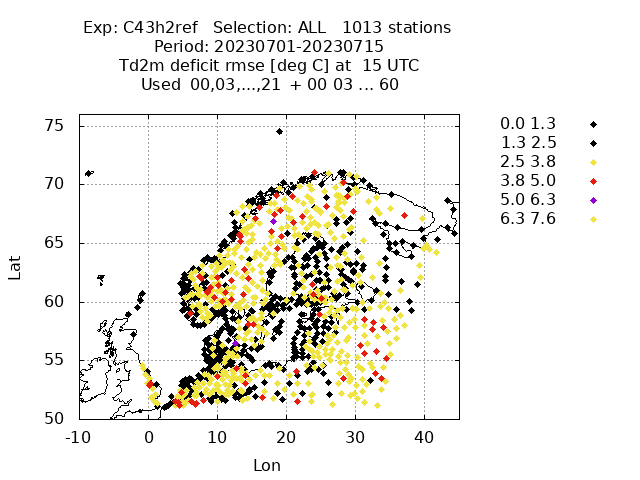 Exp: C43h2ref Selection: ALL 1013 stations
Period: 20230701-20230715
Td2m deficit rmse [deg C] at 15 UTC
Used 00,03,...,21 + 00 03 ... 60
75
70
65
60
55
50
-10 0 10 20 30 40
Lat
Lon
0.0 1.3
1.3 2.5
2.5 3.8
3.8 5.0
5.0 6.3
6.3 7.6